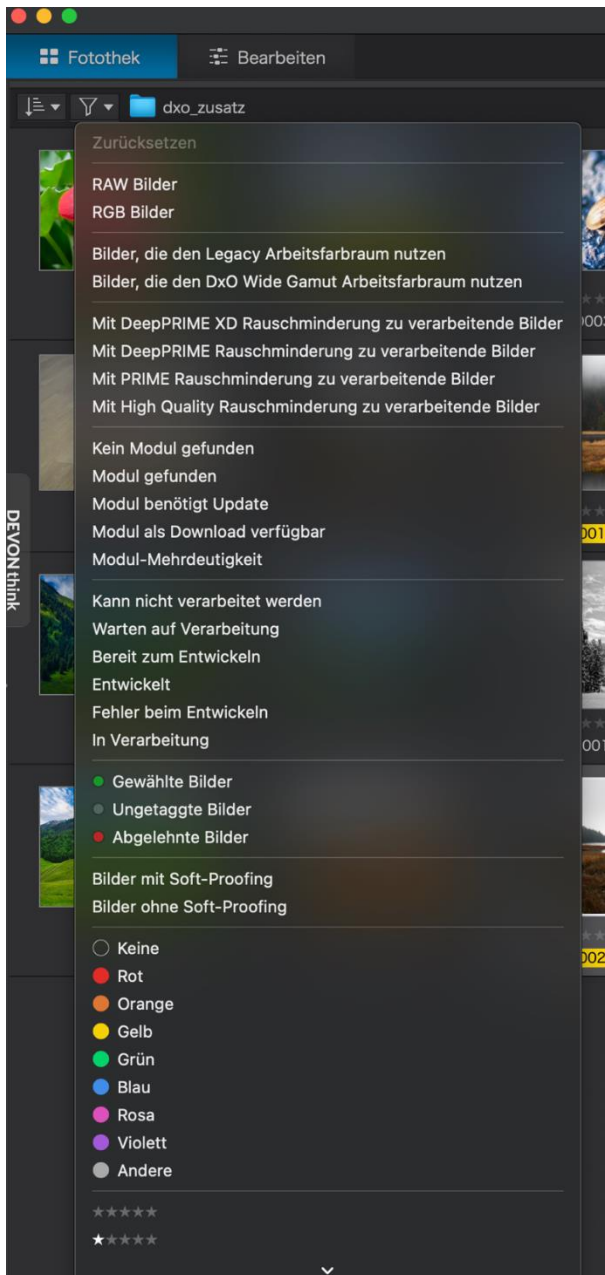 Fotothek
Bearbeiten
dxo_zusatz
Zurücksetzen
RAW Bilder
RGB Bilder
Bilder, die den Legacy Arbeitsfarbraum nutzen
Bilder, die den DxO Wide Gamut Arbeitsfarbraum nutzen
Mit DeepPRIME XD Rauschminderung zu verarbeitende Bilder
Mit DeepPRIME Rauschminderung zu verarbeitende Bilder
Mit PRIME Rauschminderung zu verarbeitende Bilder
Mit High Quality Rauschminderung zu verarbeitende Bilder
Kein Modul gefunden
Modul gefunden
Modul benötigt Update
Modul als Download verfügbar
Modul-Mehrdeutigkeit
Kann nicht verarbeitet werden
Warten auf Verarbeitung
Bereit zum Entwickeln
Entwickelt
Fehler beim Entwickeln
In Verarbeitung
Gewählte Bilder
Ungetaggte Bilder
Abgelehnte Bilder
Bilder mit Soft-Proofing
Bilder ohne Soft-Proofing
Keine
Rot
Orange
Gelb
Grün
Blau
Rosa
Violett
Andere
DEVONthink